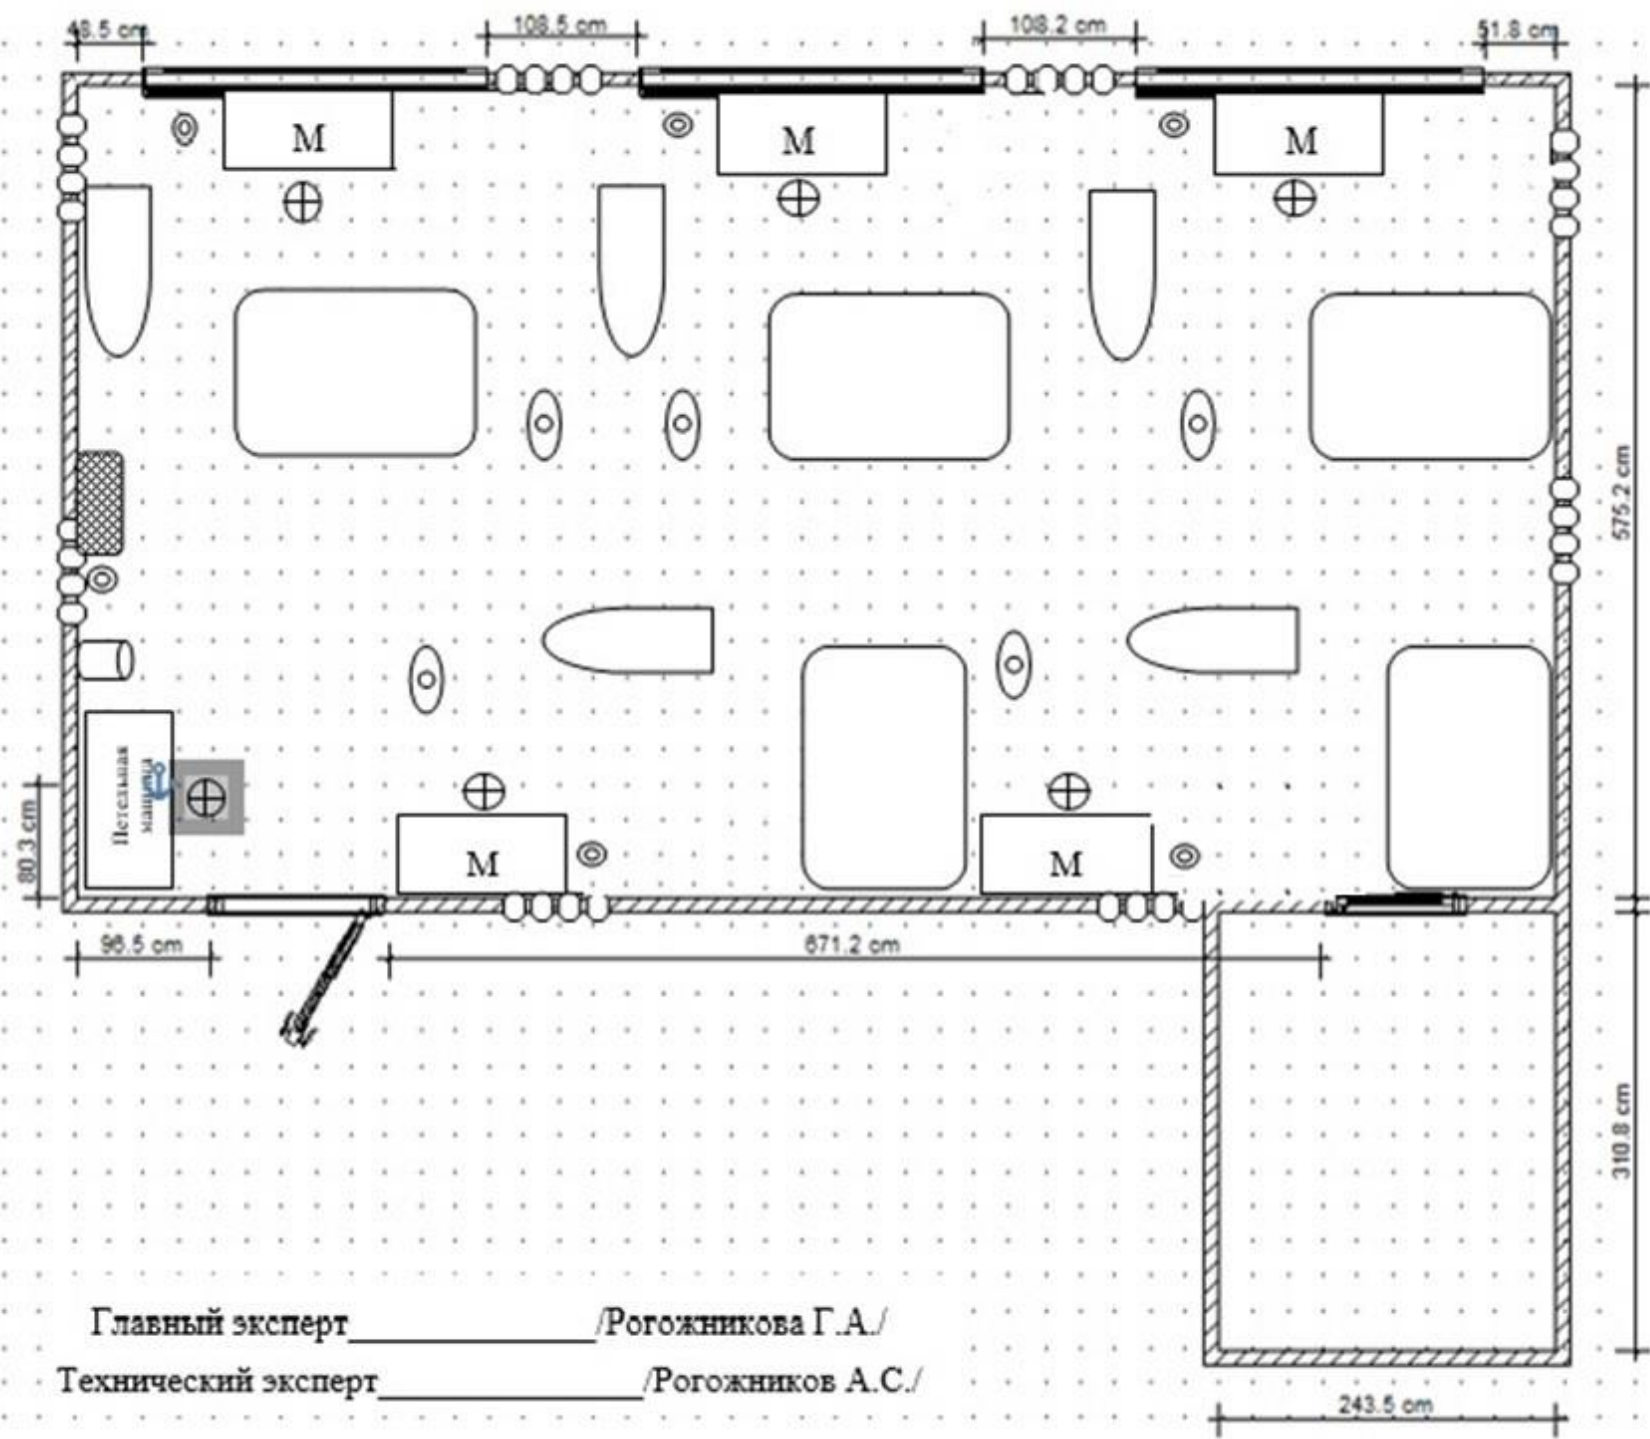 48.5 cm
108.5 cm
108.2 cm
51.8 cm
M
M
M
575.2 cm
Петельная
машина
80.3 cm
M
M
96.5 cm
671.2 cm
310.8 cm
Главный эксперт______________/Рогожникова Г.А./
Технический эксперт_______________/Рогожников А.С./
243.5 cm